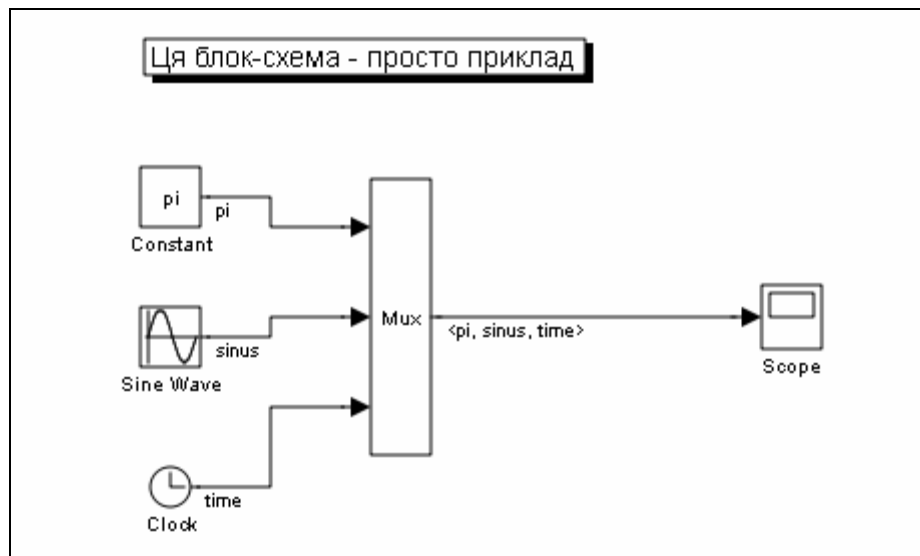 Ця блок-схема - просто приклад
pi
pi
Constant
sinus
Sine Wave
time
Clock
Mux
<pi, sinus, time>
Scope